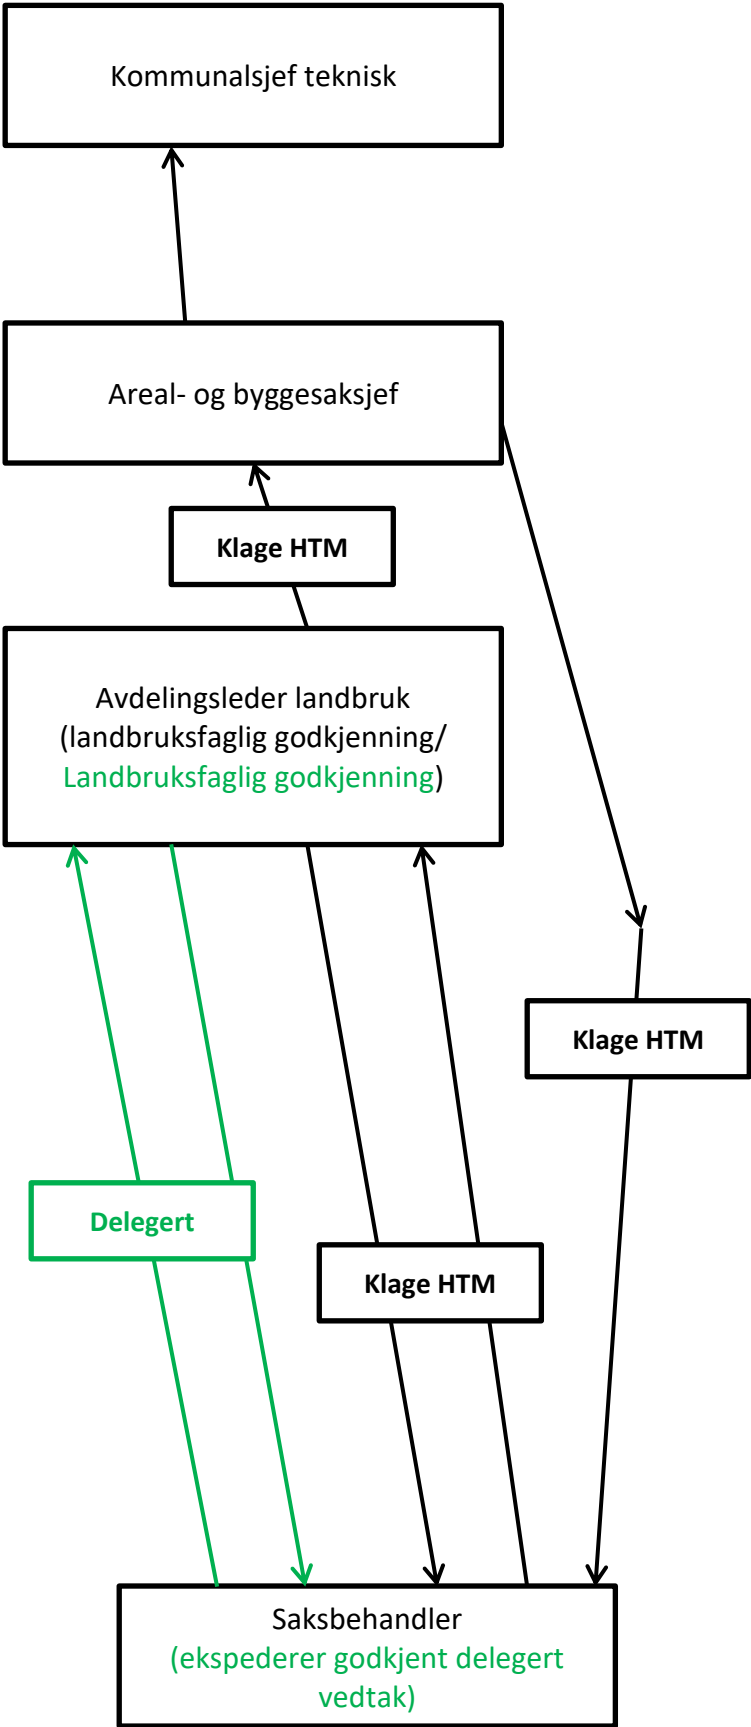 Kommunalsjef teknisk
Areal- og byggesaksjef
Klage HTM
Avdelingsleder landbruk
(landbruksfaglig godkjenning/
Landbruksfaglig godkjenning)
Klage HTM
Delegert
Klage HTM
Saksbehandler
(ekspederer godkjent delegert
vedtak)